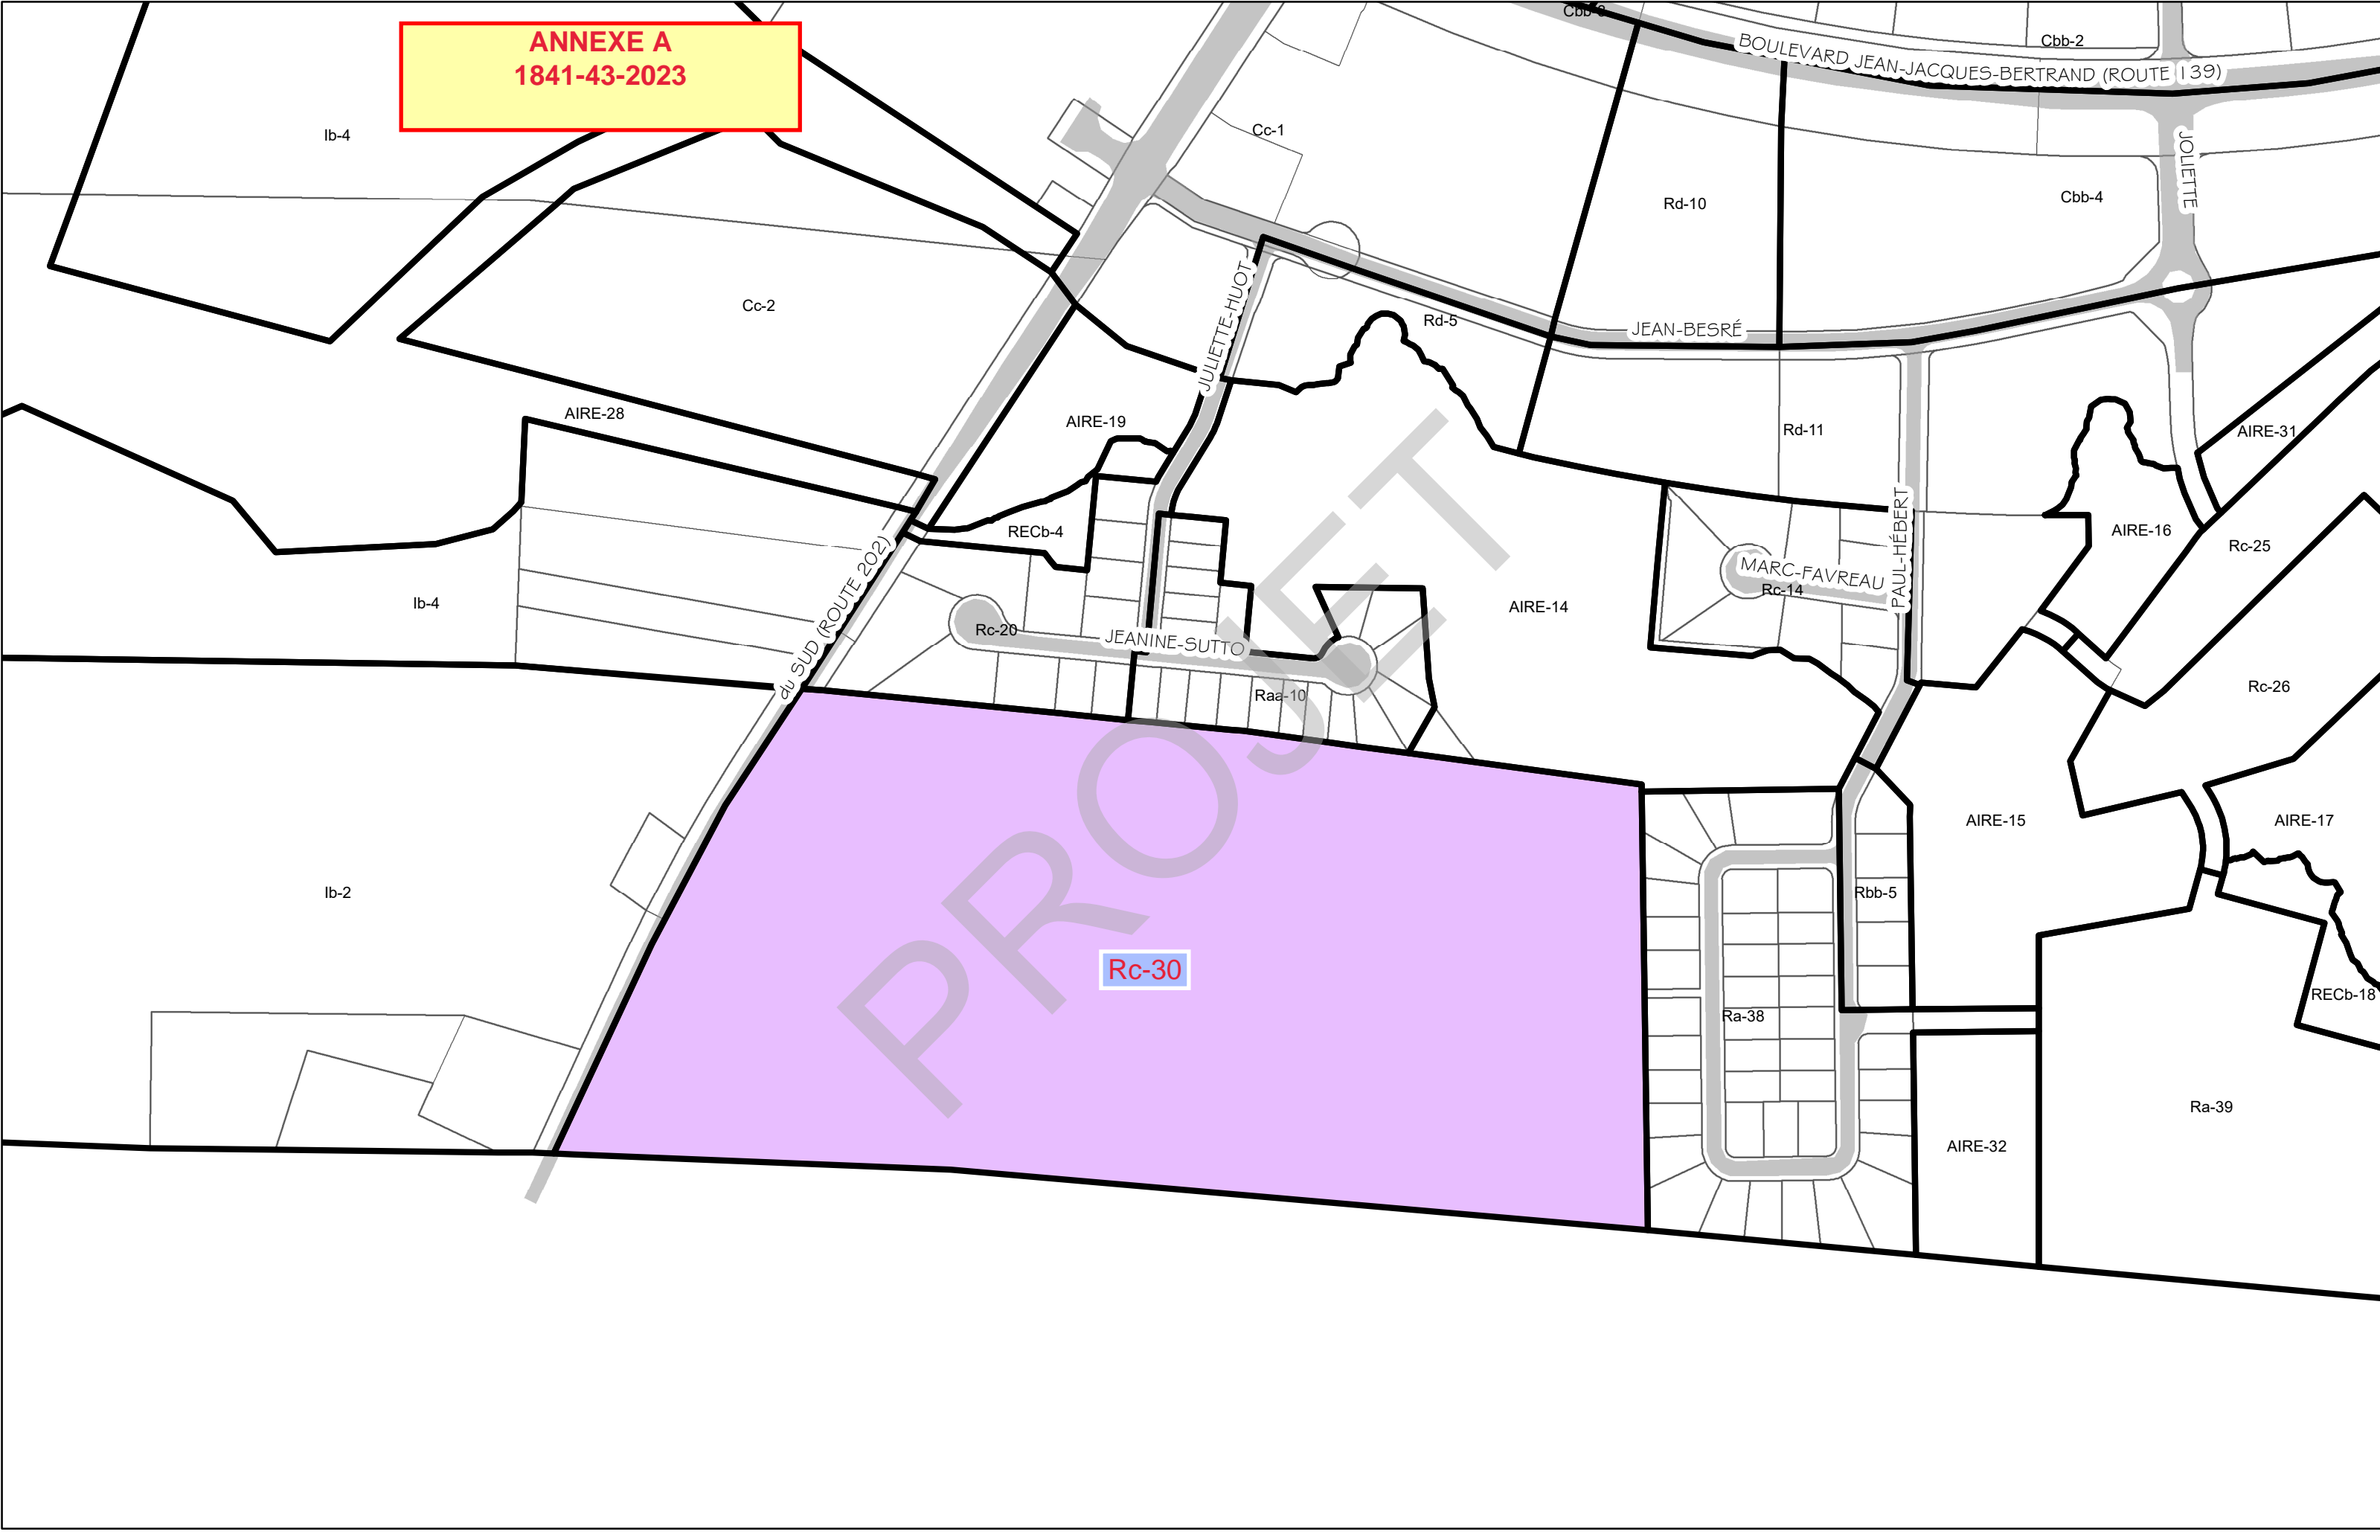 ANNEXE A
1841-43-2023
Cbb-3
Cbb-2
BOULEVARD JEAN-JACQUES-BERTRAND (ROUTE 139)
Ib-4
Cc-1
JOLIETTE
Rd-10
Cbb-4
Cc-2
JULIETTE-HUOT
Rd-5
JEAN-BESRÉ
AIRE-28
AIRE-19
Rd-11
AIRE-31
RECb-4
AIRE-16
Rc-25
PAUL-HÉBERT
MARC-FAVREAU
Rc-14
Ib-4
du SUD (ROUTE 202)
Rc-20
JEANINE-SUTTO
AIRE-14
Raa-10
Rc-26
PROJET
AIRE-15
AIRE-17
Ib-2
Rbb-5
Rc-30
RECb-18
Ra-38
Ra-39
AIRE-32